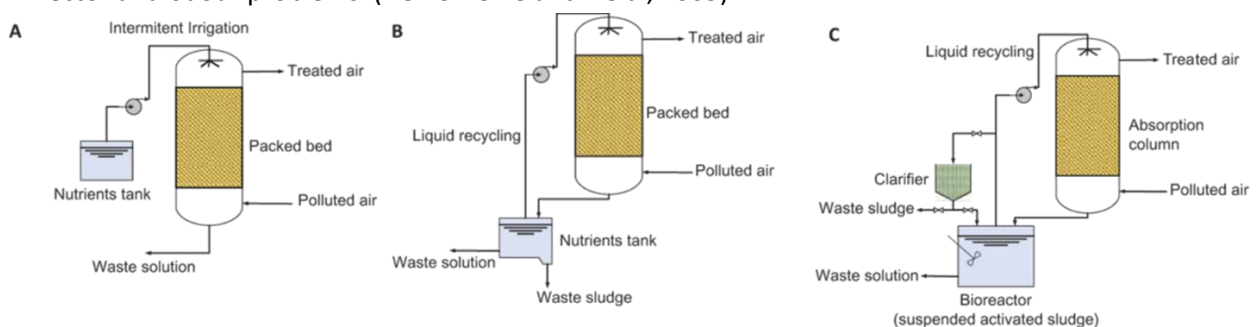 A
Intermitent Irrigation
Treated air
Packed bed
Nutrients tank
Polluted air
Waste solution
B
Treated air
Packed bed
Liquid recycling
Polluted air
Nutrients tank
Waste solution
Waste sludge
C
Liquid recycling
Treated air
Absorption
column
Clarifier
Polluted air
Waste sludge
Waste solution
Bioreactor
(suspended activated sludge)